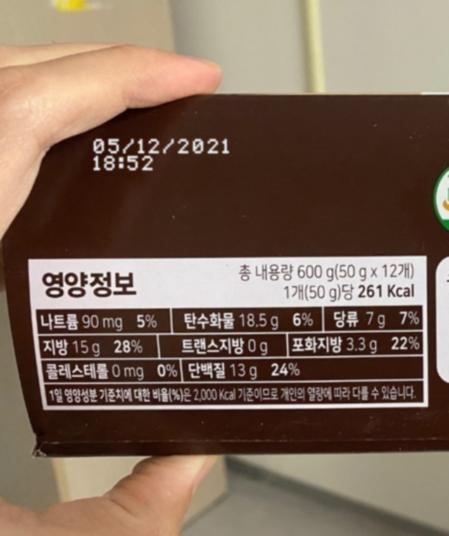 05/12/2021
18:52
영양정보
총 내용량 600 g(50 g x 12개)
1개(50 g)당 261 Kcal
나트륨 90 mg 5% 탄수화물 18.5 g 6% 당류 7 g 7%
지방 15 g 28% 트랜스지방 0 g 포화지방 3.3 g 22%
콜레스테롤 0 mg 0% 단백질 13 g 24%
1일 영양성분 기준치에 대한 비율(%)은 2,000 Kcal 기준이므로 개인의 열량에 따라 다를 수 있습니다.